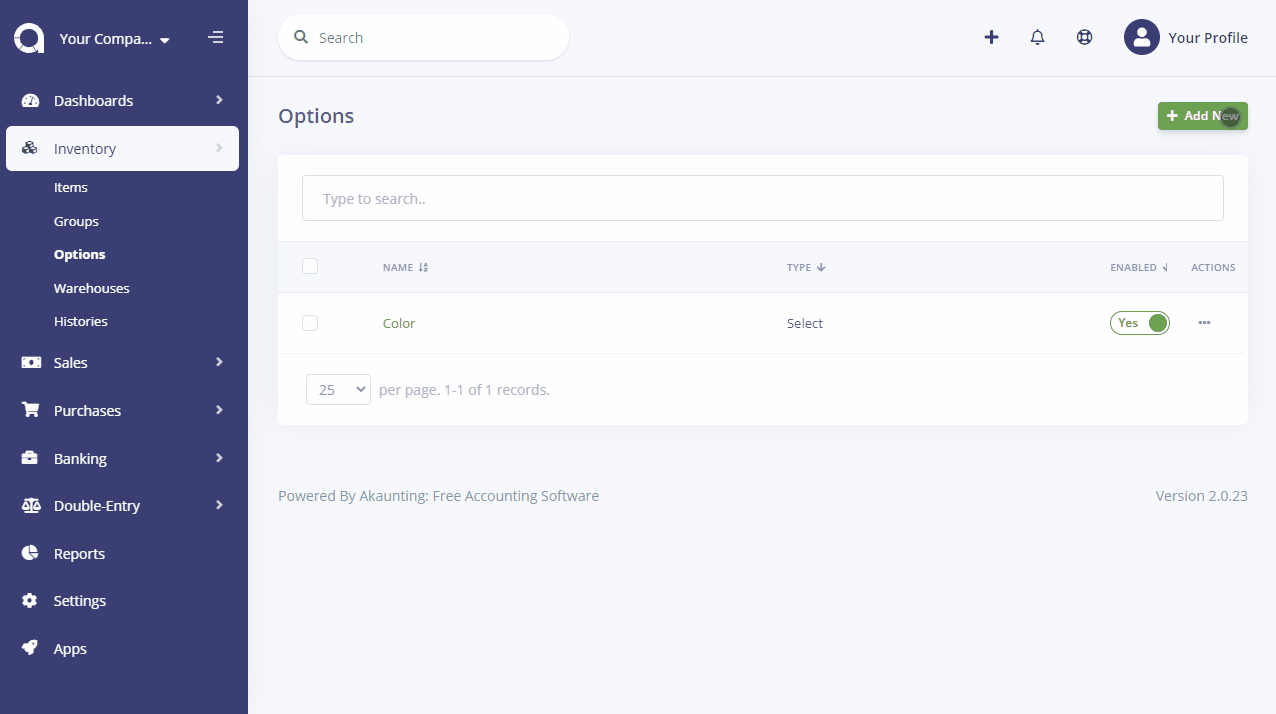 Your Compa...
Search
Your Profile
Dashboards
Inventory
Items
Groups
Options
Warehouses
Histories
Sales
Purchases
Banking
Double-Entry
Reports
Settings
Apps
Options
Add New
Type to search..
NAME TYPE ENABLED ACTIONS
Color Select Yes
25 per page. 1-1 of 1 records.
Powered By Akaunting: Free Accounting Software
Version 2.0.23